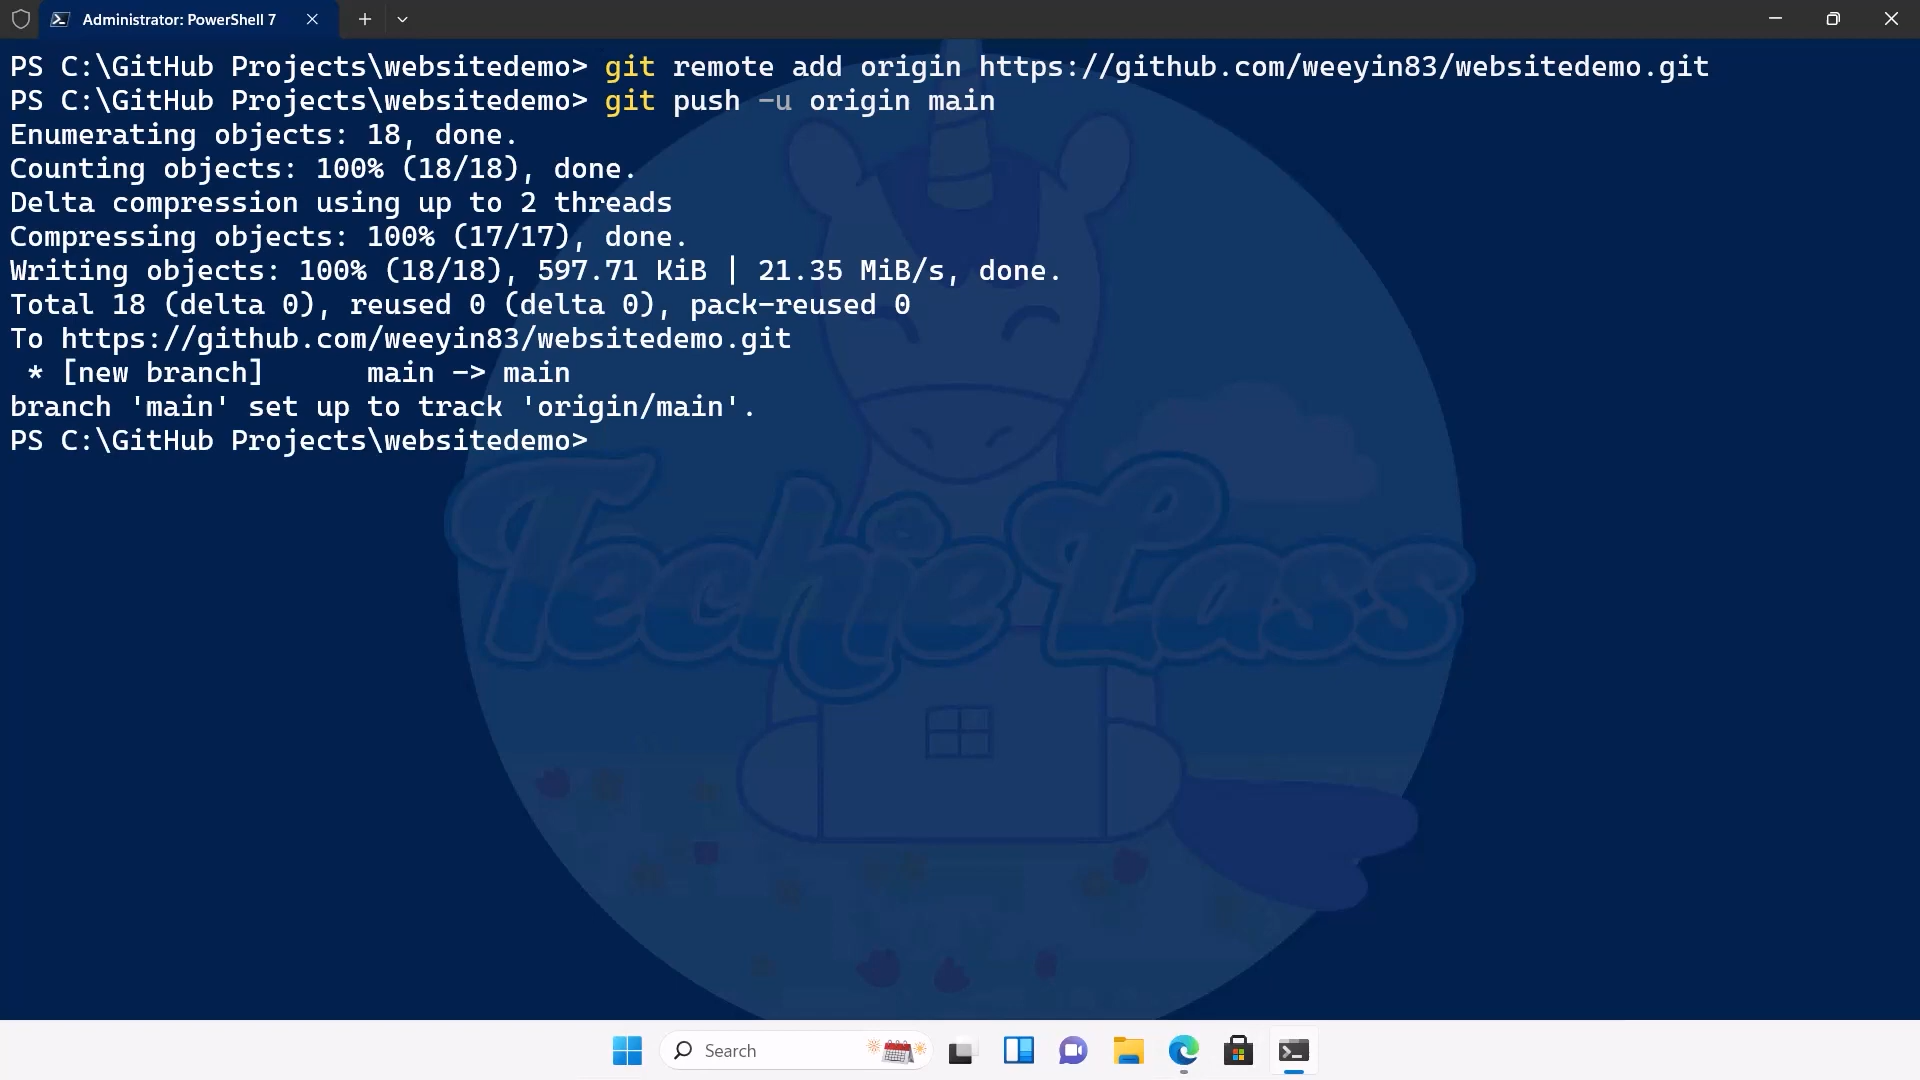 Administrator: PowerShell 7
PS C:\GitHub Projects\websitedemo> git remote add origin https://github.com/weeyin83/websitedemo.git
PS C:\GitHub Projects\websitedemo> git push -u origin main
Enumerating objects: 18, done.
Counting objects: 100% (18/18), done.
Delta compression using up to 2 threads
Compressing objects: 100% (17/17), done.
Writing objects: 100% (18/18), 597.71 KiB | 21.35 MiB/s, done.
Total 18 (delta 0), reused 0 (delta 0), pack-reused 0
To https://github.com/weeyin83/websitedemo.git
 * [new branch]      main -> main
branch 'main' set up to track 'origin/main'.
PS C:\GitHub Projects\websitedemo>
Techie Lass
Search